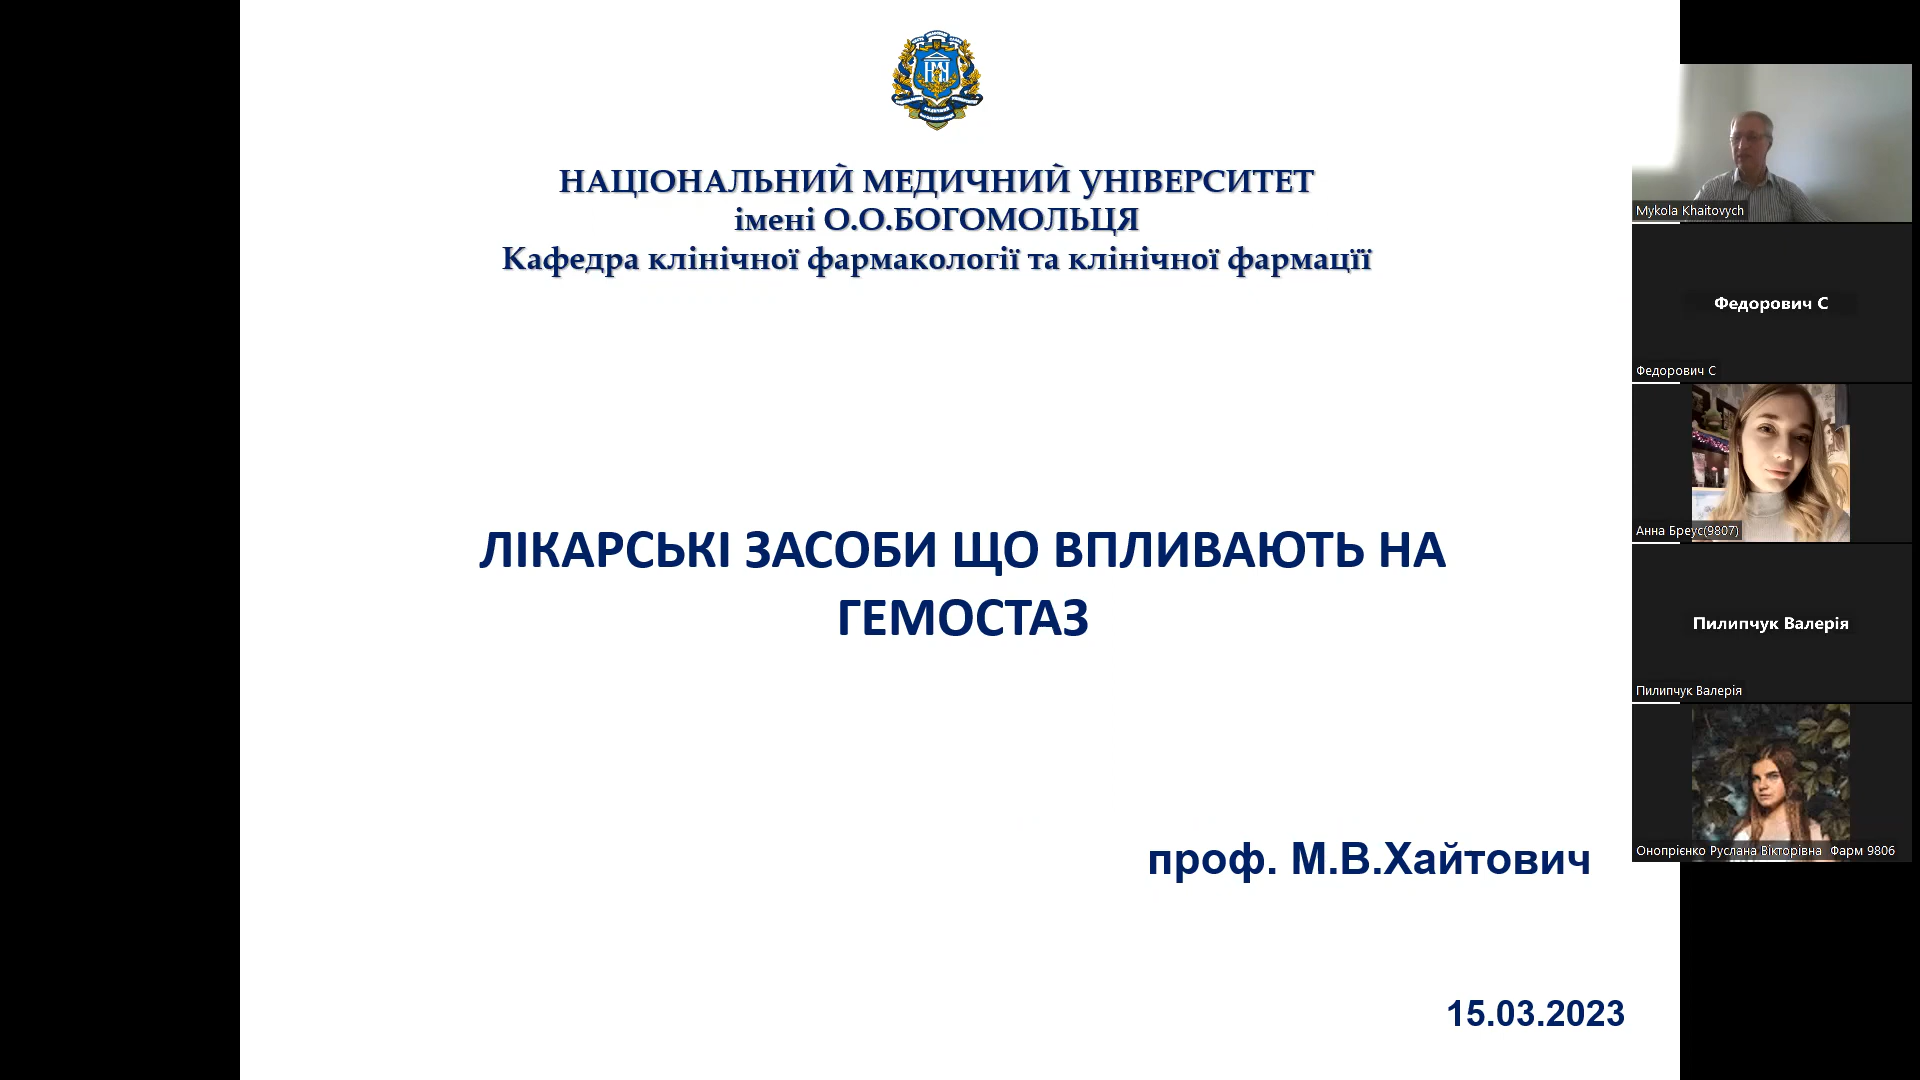 НАЦІОНАЛЬНИЙ МЕДИЧНИЙ УНІВЕРСИТЕТ
імені О.О.БОГОМОЛЬЦЯ
Кафедра клінічної фармакології та клінічної фармації
ЛІКАРСЬКІ ЗАСОБИ ЩО ВПЛИВАЮТЬ НА
ГЕМОСТАЗ
проф. М.В.Хайтович
15.03.2023
Mykola Khaitovych
Федорович С
Федорович С
Анна Бреус(9807)
Пилипчук Валерія
Пилипчук Валерія
Онопрієнко Руслана Вікторівна Фарм 9806